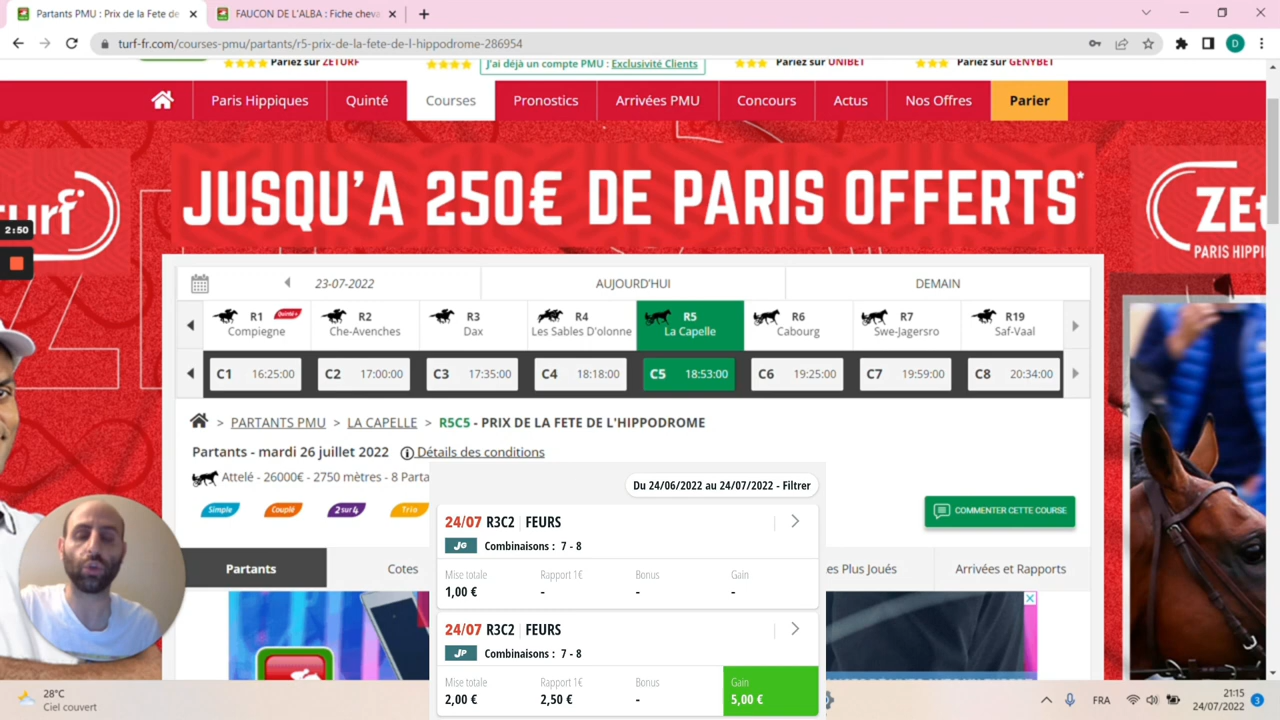 Partants PMU : Prix de la Fete de
FAUCON DE L'ALBA : Fiche cheva
D
turf-fr.com/courses-pmu/partants/r5-prix-de-la-fete-de-l-hippodrome-286954
Pariez sur ZETURF
J'ai déjà un compte PMU : Exclusivité Clients
Pariez sur UNIBET
Pariez sur GENYBET
Paris Hippiques
Quinté
Courses
Pronostics
Arrivées PMU
Concours
Actus
Nos Offres
Parier
JUSQU'A 250€ DE PARIS OFFERTS*
turf
ZEt
PARIS HIPPI
2:50
23-07-2022
AUJOURD'HUI
DEMAIN
R1 Quinté+
Compiegne
R2
Che-Avenches
R3
Dax
R4
Les Sables D'olonne
R5
La Capelle
R6
Cabourg
R7
Swe-Jagersro
R19
Saf-Vaal
C1 16:25:00
C2 17:00:00
C3 17:35:00
C4 18:18:00
C5 18:53:00
C6 19:25:00
C7 19:59:00
C8 20:34:00
> PARTANTS PMU > LA CAPELLE > R5C5 - PRIX DE LA FETE DE L'HIPPODROME
Partants - mardi 26 juillet 2022 Détails des conditions
Attelé - 26000€ - 2750 mètres - 8 Parta
Simple
Couplé
2sur4
Trio
COMMENTER CETTE COURSE
Partants
Cotes
es Plus Joués
Arrivées et Rapports
Du 24/06/2022 au 24/07/2022 - Filtrer
24/07 R3C2 | FEURS
JG Combinaisons : 7 - 8
Mise totale Rapport 1€ Bonus Gain
1,00 € - - -
24/07 R3C2 | FEURS
JP Combinaisons : 7 - 8
Mise totale Rapport 1€ Bonus Gain
2,00 € 2,50 € - 5,00 €
28°C
Ciel couvert
FRA
21:15
24/07/2022
3